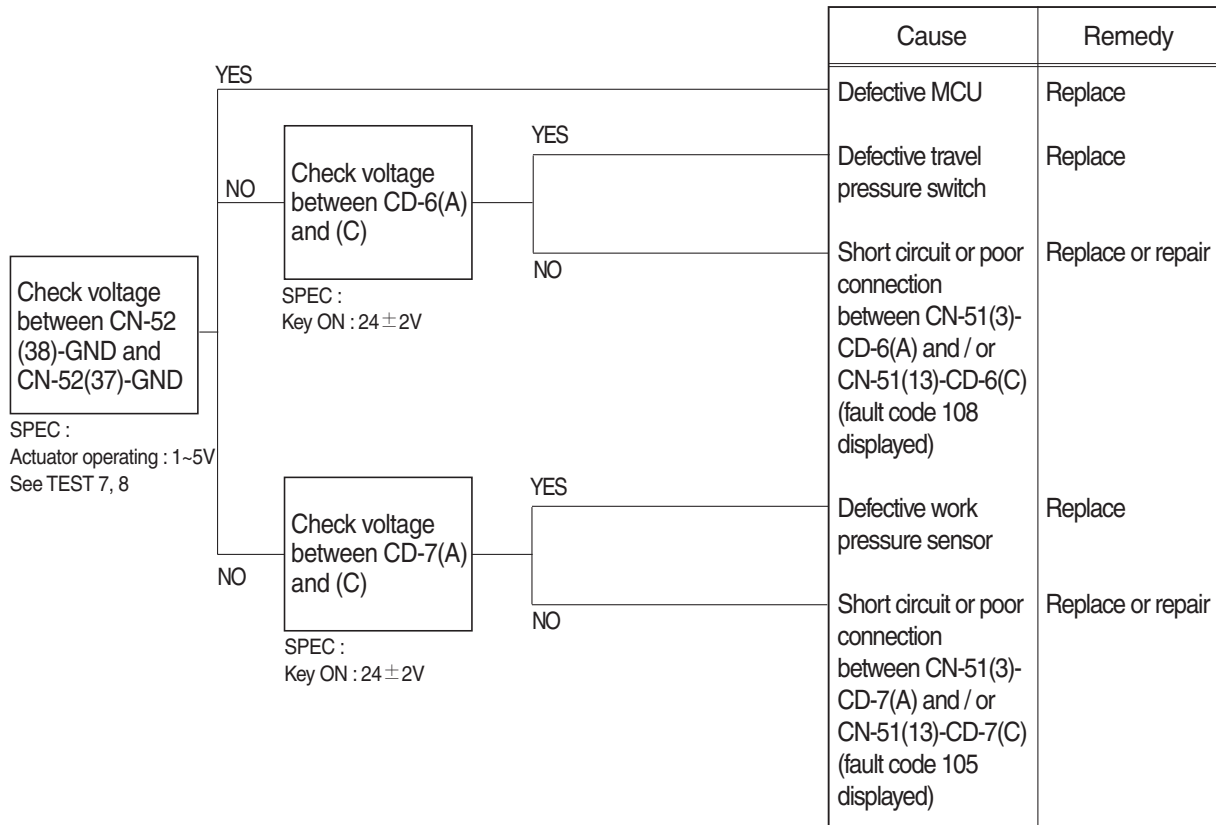 Check voltage
between CN-52
(38)-GND and
CN-52(37)-GND
SPEC :
Actuator operating : 1~5V
See TEST 7, 8
YES
NO
Check voltage
between CD-6(A)
and (C)
SPEC :
Key ON : 24±2V
YES
NO
NO
Check voltage
between CD-7(A)
and (C)
SPEC :
Key ON : 24±2V
YES
NO
Cause
Remedy
Defective MCU
Replace
Defective travel
pressure switch
Replace
Short circuit or poor
connection
between CN-51(3)-
CD-6(A) and / or
CN-51(13)-CD-6(C)
(fault code 108
displayed)
Replace or repair
Defective work
pressure sensor
Replace
Short circuit or poor
connection
between CN-51(3)-
CD-7(A) and / or
CN-51(13)-CD-7(C)
(fault code 105
displayed)
Replace or repair